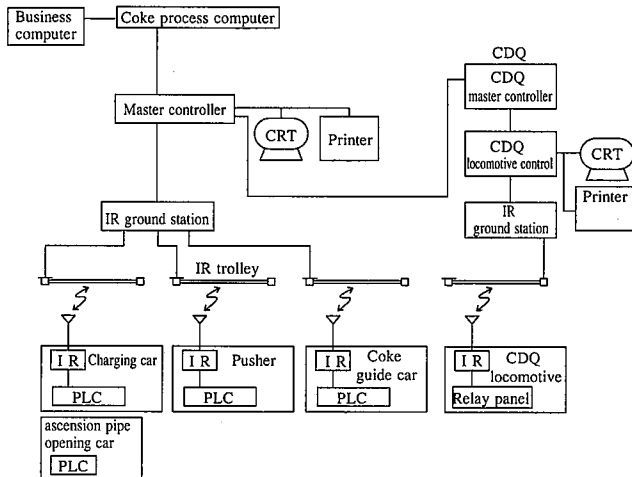 Business
computer
Coke process computer
CDQ
CDQ
master controller
Master controller
CRT
Printer
CDQ
locomotive control
CRT
Printer
IR ground station
IR
ground station
IR trolley
I R
Charging car
PLC
I R
Pusher
PLC
I R
Coke
guide car
PLC
I R
CDQ
locomotive
Relay panel
ascension pipe
opening car
PLC